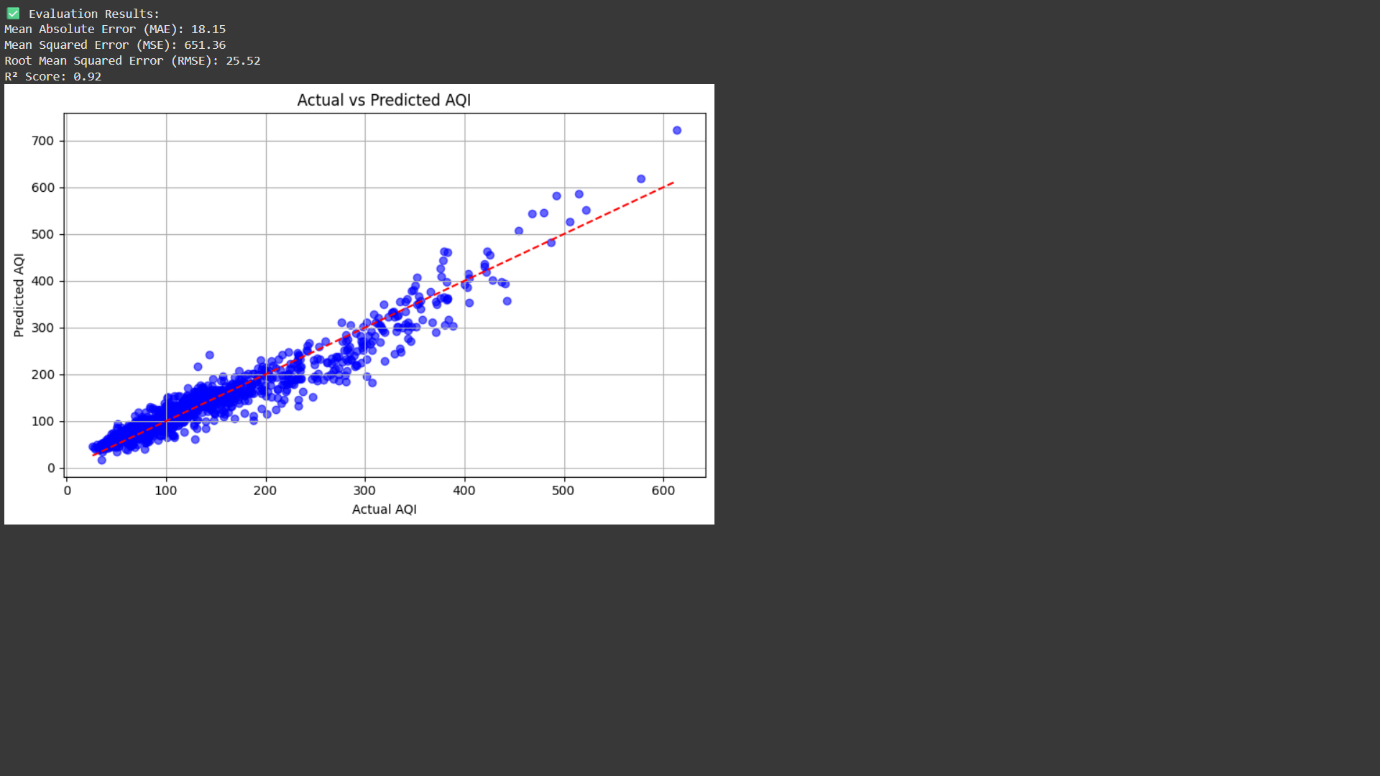 ✅ Evaluation Results:
Mean Absolute Error (MAE): 18.15
Mean Squared Error (MSE): 651.36
Root Mean Squared Error (RMSE): 25.52
R² Score: 0.92
Actual vs Predicted AQI
700
600
500
400
300
200
100
0
Predicted AQI
0 100 200 300 400 500 600
Actual AQI